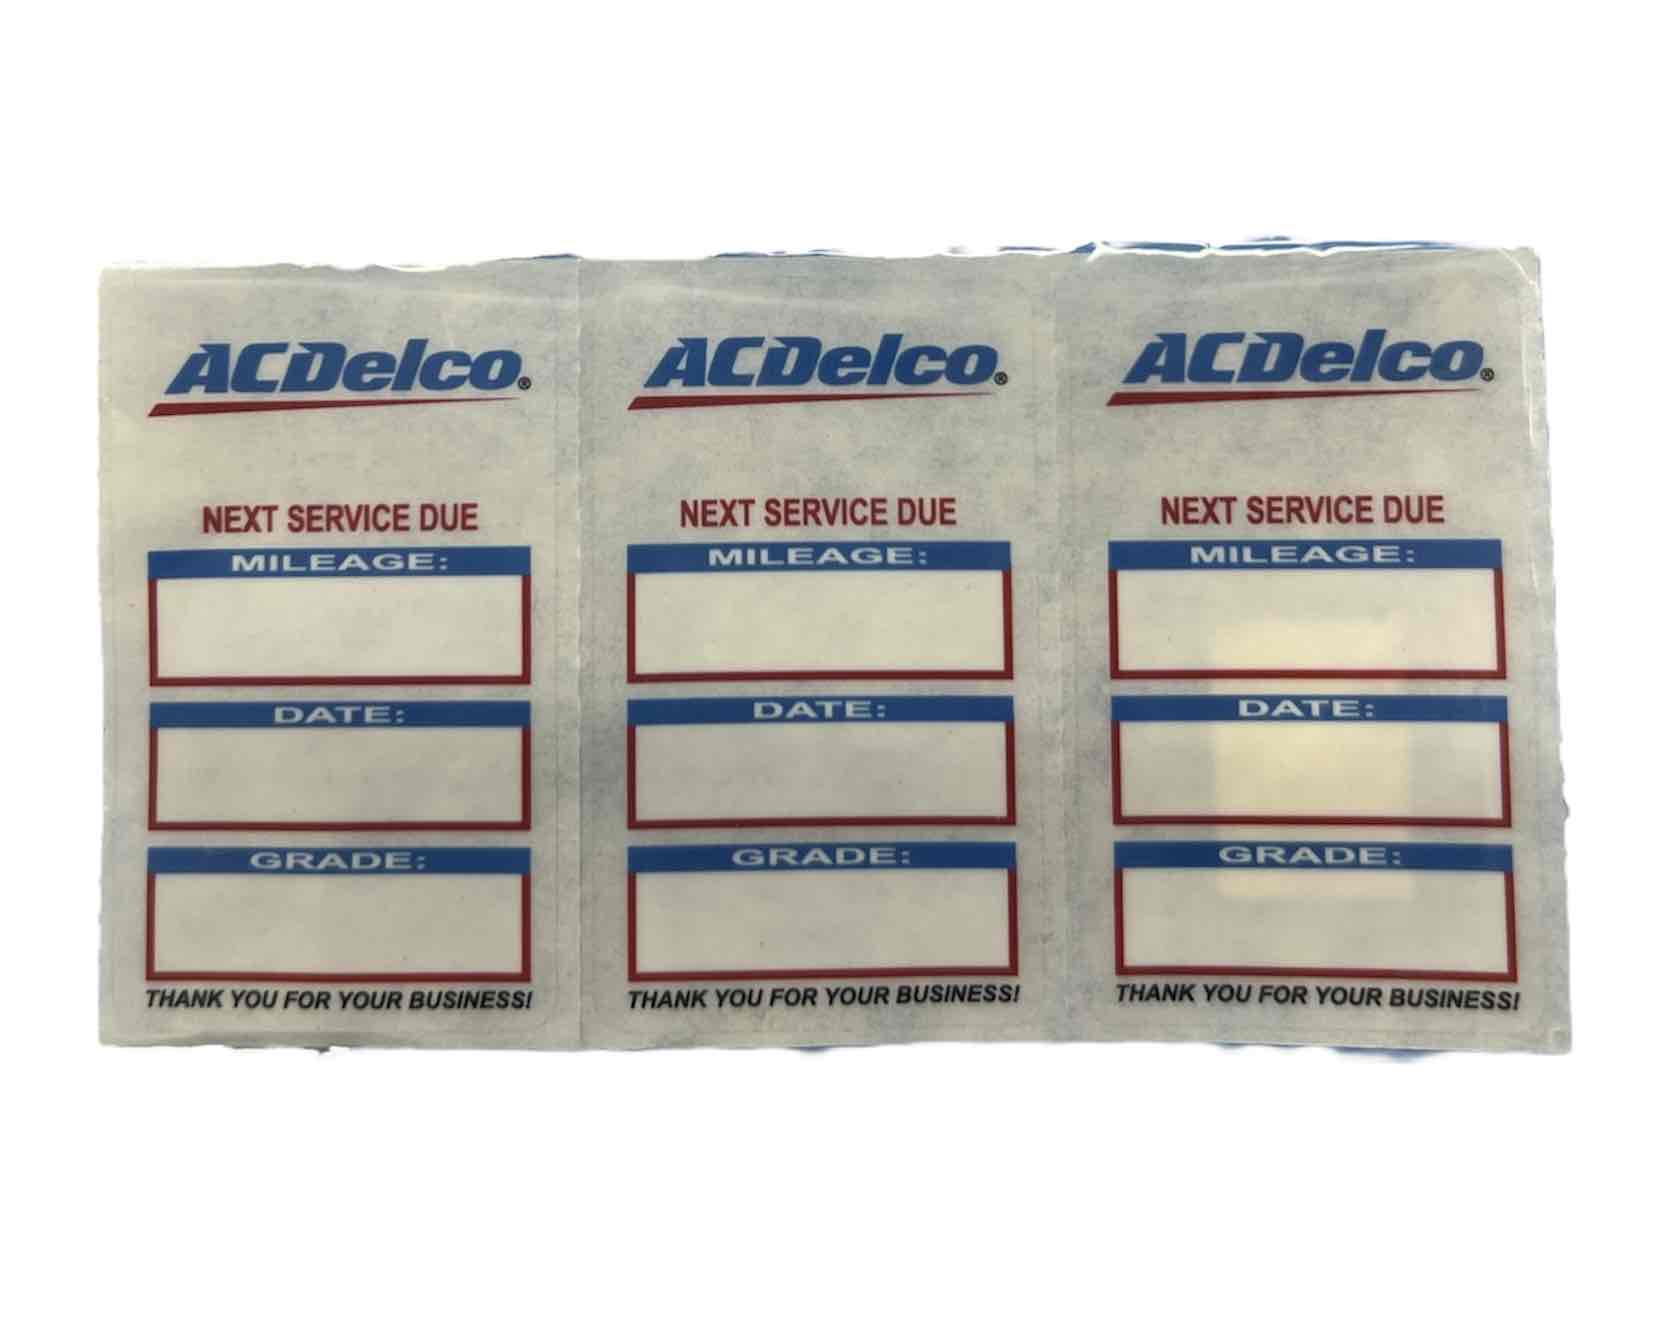 ACDelco®
NEXT SERVICE DUE
MILEAGE:
DATE:
GRADE:
THANK YOU FOR YOUR BUSINESS!
ACDelco®
NEXT SERVICE DUE
MILEAGE:
DATE:
GRADE:
THANK YOU FOR YOUR BUSINESS!
ACDelco®
NEXT SERVICE DUE
MILEAGE:
DATE:
GRADE:
THANK YOU FOR YOUR BUSINESS!